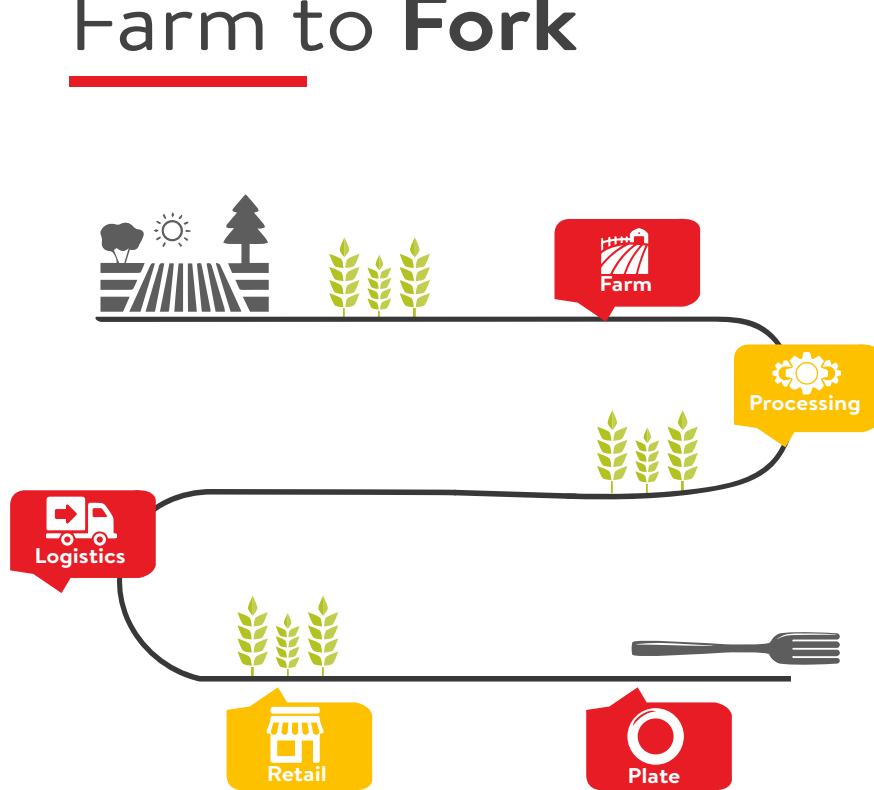 Farm to Fork
Farm
Processing
Logistics
Retail
Plate